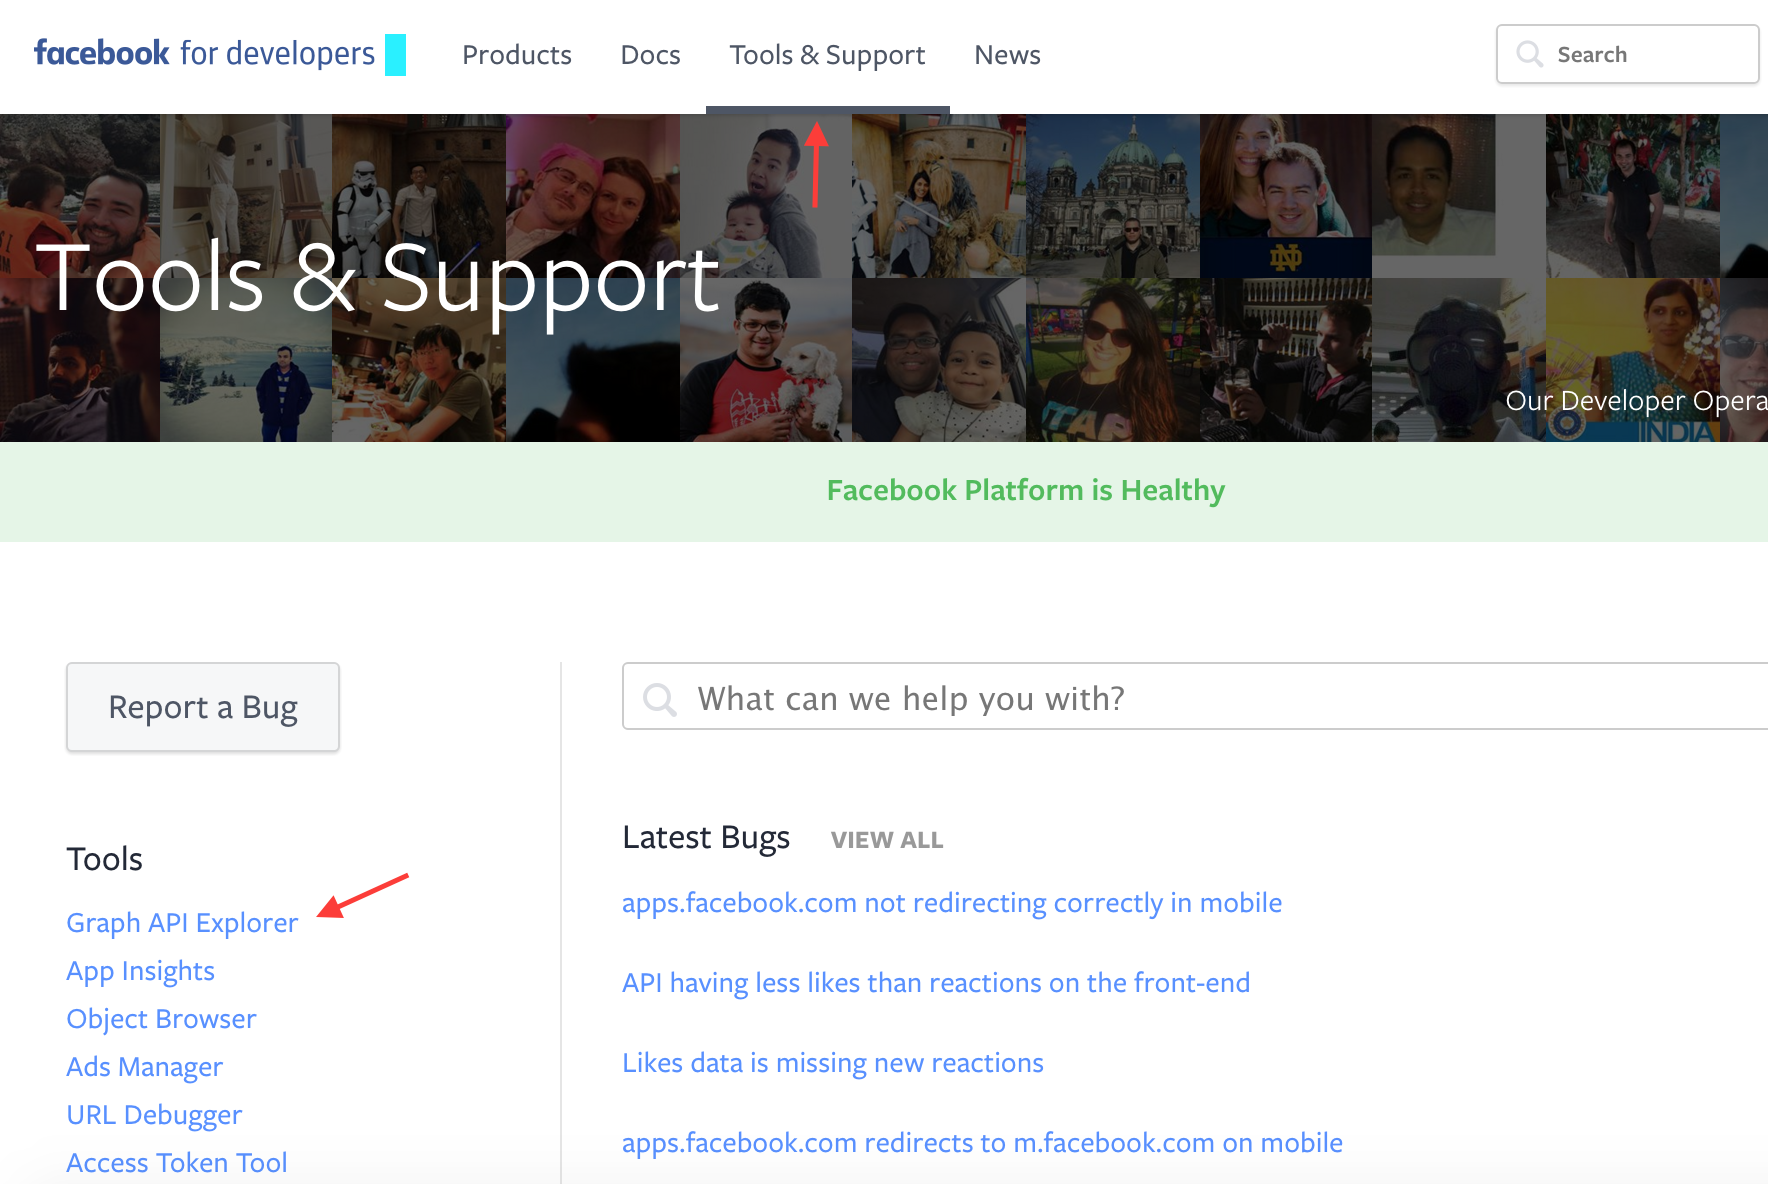 facebook for developers
Products
Docs
Tools & Support
News
Search
Tools & Support
Our Developer Opera
INDIA
Facebook Platform is Healthy
Report a Bug
What can we help you with?
Tools
Graph API Explorer
App Insights
Object Browser
Ads Manager
URL Debugger
Access Token Tool
Latest Bugs
VIEW ALL
apps.facebook.com not redirecting correctly in mobile
API having less likes than reactions on the front-end
Likes data is missing new reactions
apps.facebook.com redirects to m.facebook.com on mobile